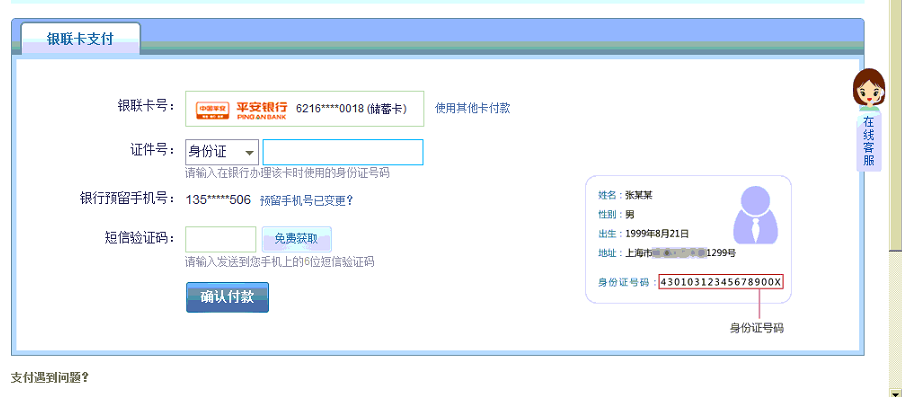 银联卡支付
银联卡号：
中国平安
平安银行
PING AN BANK
6216****0018 (储蓄卡)
使用其他卡付款
在线客服
证件号：
身份证
请输入在银行办理该卡时使用的身份证号码
银行预留手机号：
135*****506
预留手机号已变更？
短信验证码：
免费获取
请输入发送到您手机上的6位短信验证码
确认付款
姓名：张某某
性别：男
出生：1999年8月21日
地址：上海市 1299号
身份证号码：43010312345678900X
身份证号码
支付遇到问题？